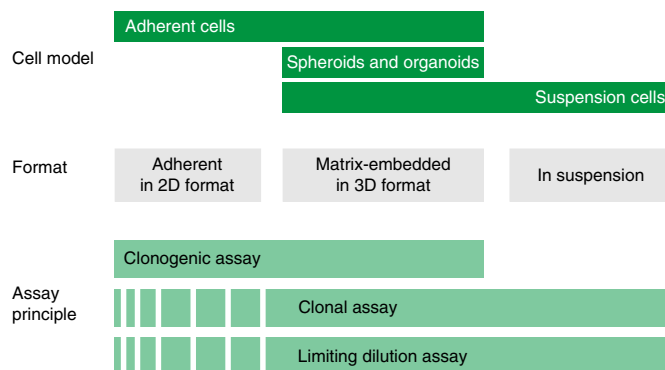 Adherent cells
Cell model
Spheroids and organoids
Suspension cells
Format
Adherent
in 2D format
Matrix-embedded
in 3D format
In suspension
Clonogenic assay
Assay
principle
Clonal assay
Limiting dilution assay